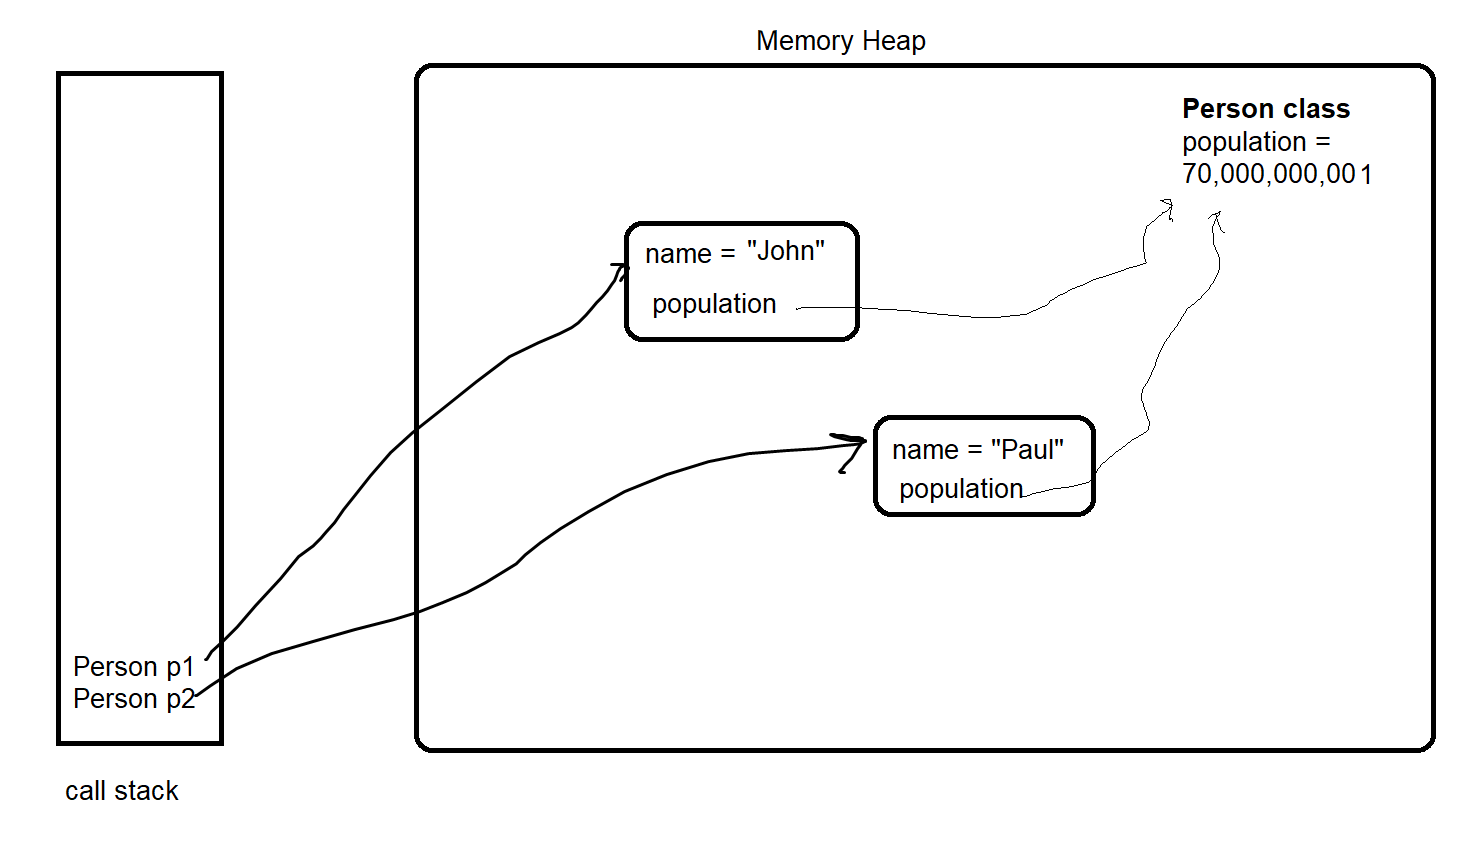 Memory Heap
Person class
population =
70,000,000,001
name = "John"
population
name = "Paul"
population
Person p1
Person p2
call stack